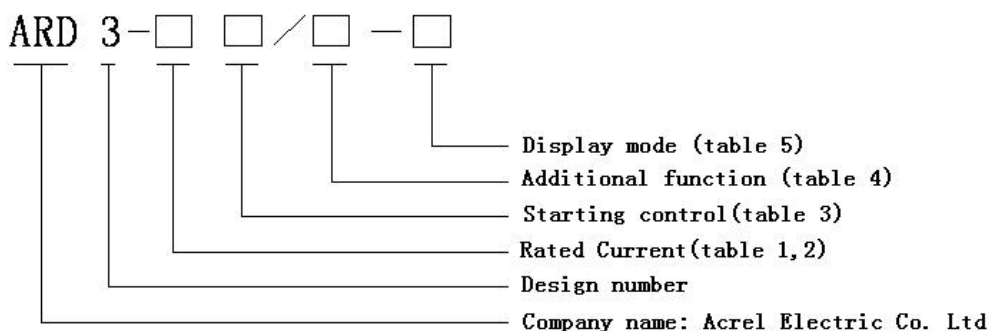 ARD 3-□ □/□ -□
Display mode (table 5)
Additional function (table 4)
Starting control(table 3)
Rated Current(table 1,2)
Design number
Company name: Acrel Electric Co. Ltd